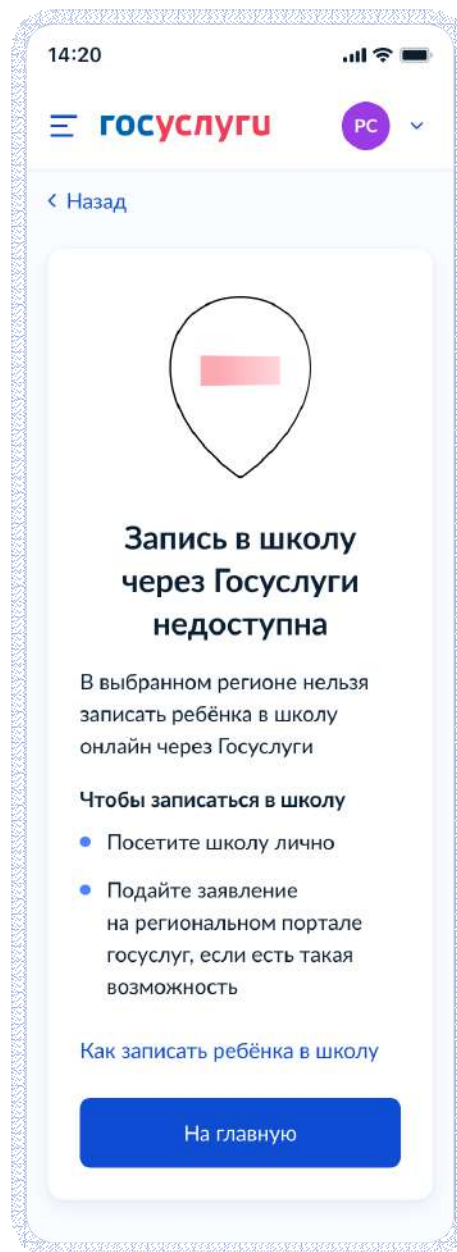 14:20
госуслуги
РС
Назад
Запись в школу
через Госуслуги
недоступна
В выбранном регионе нельзя
записать ребёнка в школу
онлайн через Госуслуги
Чтобы записаться в школу
Посетите школу лично
Подайте заявление
на региональном портале
госуслуг, если есть такая
возможность
Как записать ребёнка в школу
На главную